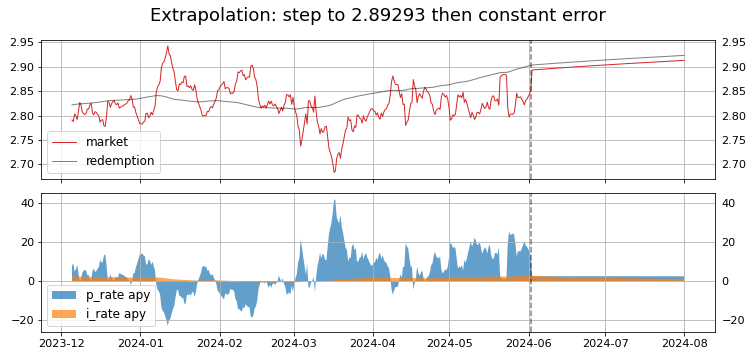 Extrapolation: step to 2.89293 then constant error
2.95 2.95
2.90 2.90
2.85 2.85
2.80 2.80
2.75 2.75
2.70 2.70
market
redemption
40 40
20 20
0 0
−20 −20
p_rate apy
i_rate apy
2023-12 2024-01 2024-02 2024-03 2024-04 2024-05 2024-06 2024-07 2024-08